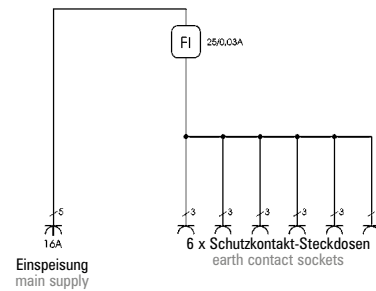 FI 25/0,03A
5 3 3 3 3 3 3
16A
6 x Schutzkontakt-Steckdosen
earth contact sockets
Einspeisung
main supply